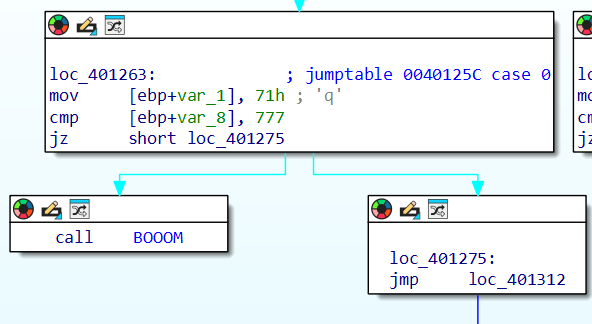 loc_401263: ; jumptable 0040125C case 0
mov [ebp+var_1], 71h ; 'q'
cmp [ebp+var_8], 777
jz short loc_401275
call BOOOM
loc_401275:
jmp loc_401312
lo
mo
cm
jz